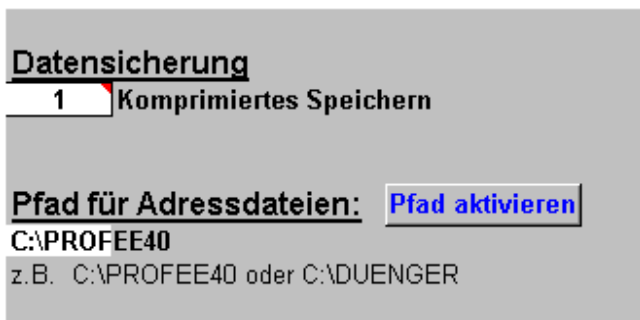 Datensicherung
1 Komprimiertes Speichern
Pfad für Adressdateien: Pfad aktivieren
C:\PROFEE40
z.B. C:\PROFEE40 oder C:\DUENGER